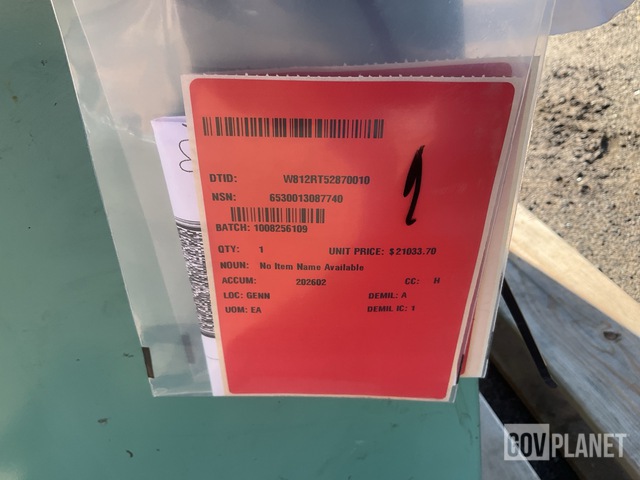 DTID: W812RT52870010
NSN: 6530013087740
BATCH: 1008256109
QTY: 1 UNIT PRICE: $21033.70
NOUN: No Item Name Available
ACCUM: 202602 CC: H
LOC: GENN DEMIL: A
UOM: EA DEMIL IC: 1
1
GOVPLANET